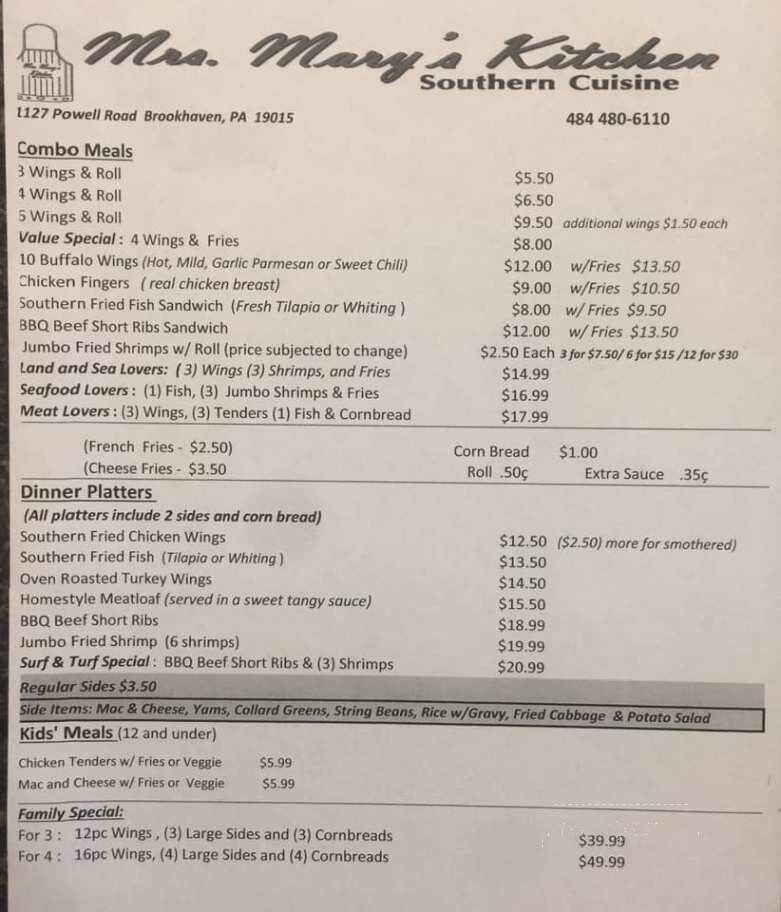 Mrs. Mary's Kitchen
Southern Cuisine
1127 Powell Road Brookhaven, PA 19015 484 480-6110
Combo Meals
3 Wings & Roll $5.50
4 Wings & Roll $6.50
5 Wings & Roll $9.50 additional wings $1.50 each
Value Special : 4 Wings & Fries $8.00
10 Buffalo Wings (Hot, Mild, Garlic Parmesan or Sweet Chili) $12.00 w/Fries $13.50
Chicken Fingers ( real chicken breast) $9.00 w/Fries $10.50
Southern Fried Fish Sandwich (Fresh Tilapia or Whiting ) $8.00 w/ Fries $9.50
BBQ Beef Short Ribs Sandwich $12.00 w/ Fries $13.50
Jumbo Fried Shrimps w/ Roll (price subjected to change) $2.50 Each 3 for $7.50/ 6 for $15 /12 for $30
Land and Sea Lovers: ( 3) Wings (3) Shrimps, and Fries $14.99
Seafood Lovers : (1) Fish, (3) Jumbo Shrimps & Fries $16.99
Meat Lovers : (3) Wings, (3) Tenders (1) Fish & Cornbread $17.99
(French Fries - $2.50) Corn Bread $1.00
(Cheese Fries - $3.50 Roll .50ç Extra Sauce .35ç
Dinner Platters
(All platters include 2 sides and corn bread)
Southern Fried Chicken Wings $12.50 ($2.50) more for smothered)
Southern Fried Fish (Tilapia or Whiting ) $13.50
Oven Roasted Turkey Wings $14.50
Homestyle Meatloaf (served in a sweet tangy sauce) $15.50
BBQ Beef Short Ribs $18.99
Jumbo Fried Shrimp (6 shrimps) $19.99
Surf & Turf Special : BBQ Beef Short Ribs & (3) Shrimps $20.99
Regular Sides $3.50
Side Items: Mac & Cheese, Yams, Collard Greens, String Beans, Rice w/Gravy, Fried Cabbage & Potato Salad
Kids' Meals (12 and under)
Chicken Tenders w/ Fries or Veggie $5.99
Mac and Cheese w/ Fries or Veggie $5.99
Family Special:
For 3 : 12pc Wings , (3) Large Sides and (3) Cornbreads $39.99
For 4 : 16pc Wings, (4) Large Sides and (4) Cornbreads $49.99